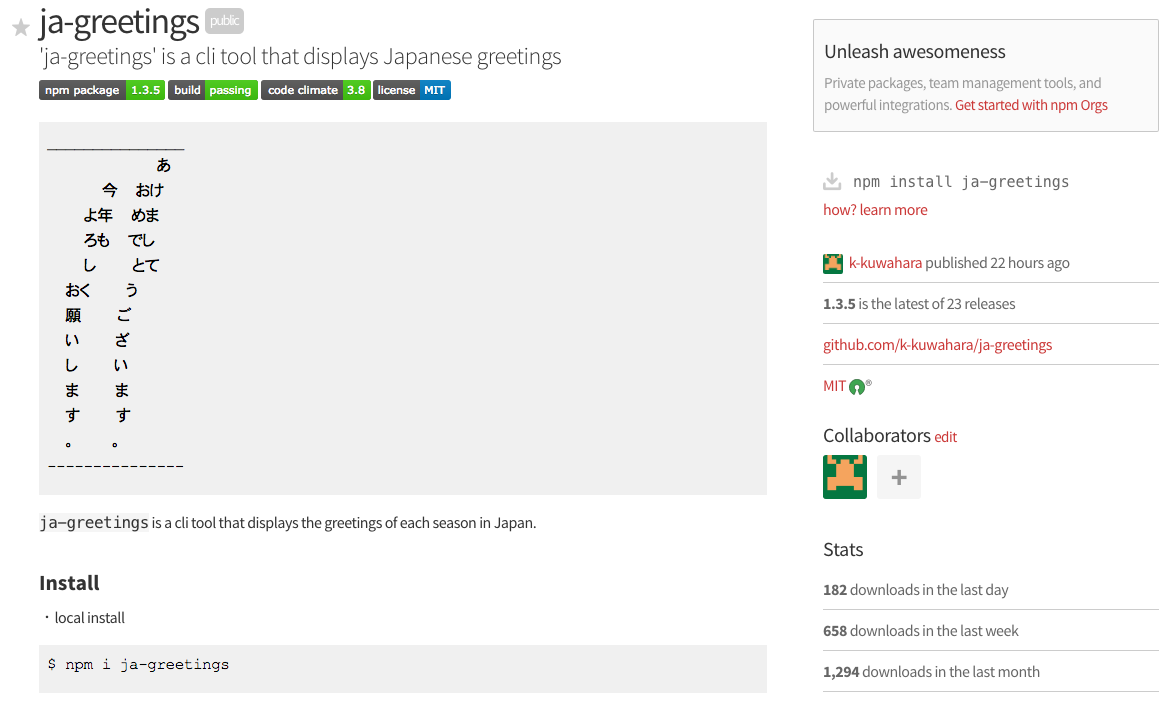 ja-greetings public
'ja-greetings' is a cli tool that displays Japanese greetings
npm package 1.3.5 build passing code climate 3.8 license MIT
_______________
あ
今 おけ
よ年 めま
ろも でし
し とて
おく う
願 ご
い ざ
し い
ま ま
す す
。 。
---------------
ja-greetings is a cli tool that displays the greetings of each season in Japan.
Install
・local install
$ npm i ja-greetings
Unleash awesomeness
Private packages, team management tools, and
powerful integrations. Get started with npm Orgs
npm install ja-greetings
how? learn more
k-kuwahara published 22 hours ago
1.3.5 is the latest of 23 releases
github.com/k-kuwahara/ja-greetings
MIT ®
Collaborators edit
+
Stats
182 downloads in the last day
658 downloads in the last week
1,294 downloads in the last month